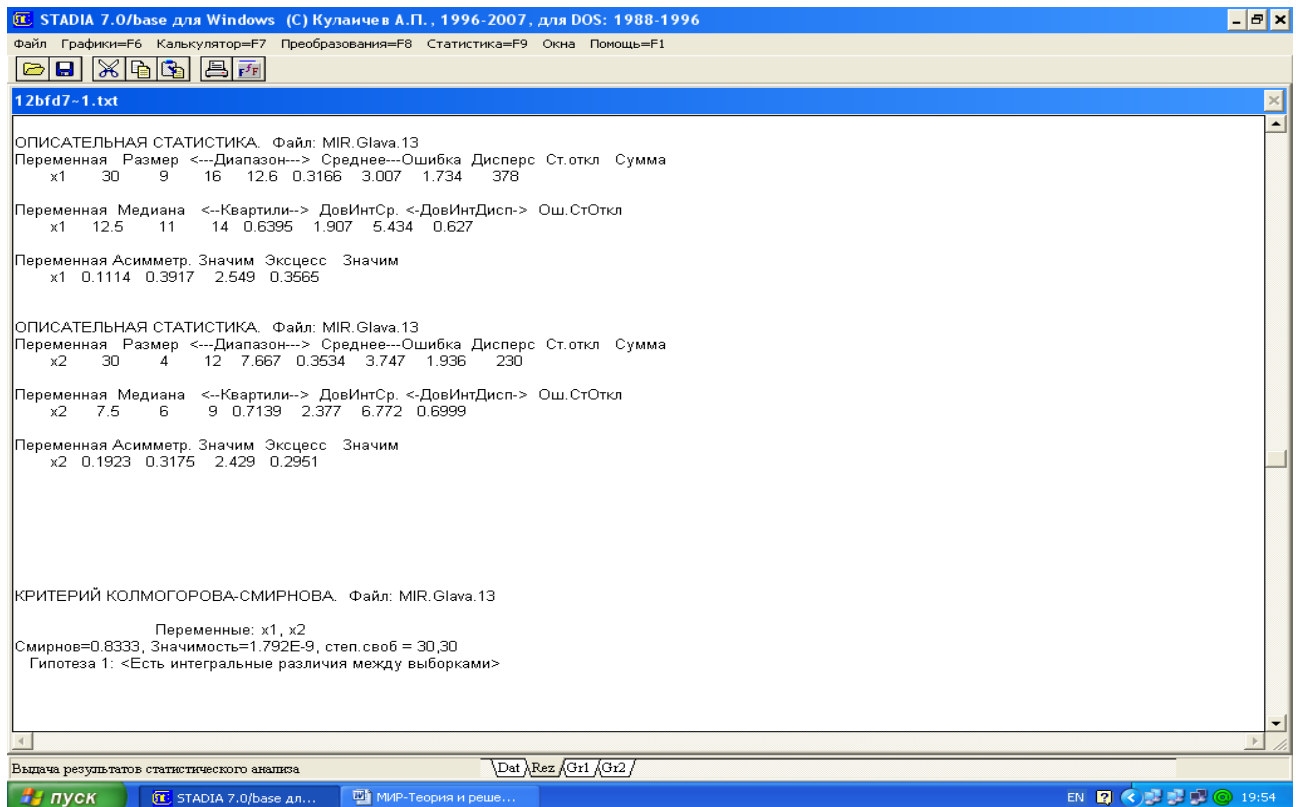 STADIA 7.0/base для Windows (C) Кулаичев А.П., 1996-2007, для DOS: 1988-1996
Файл Графики=F6 Калькулятор=F7 Преобразования=F8 Статистика=F9 Окна Помощь=F1
12bfd7~1.txt
ОПИСАТЕЛЬНАЯ СТАТИСТИКА. Файл: MIR.Glava.13
Переменная Размер <---Диапазон---> Среднее---Ошибка Дисперс Ст.откл Сумма
x1 30 9 16 12.6 0.3166 3.007 1.734 378
Переменная Медиана <--Квартили--> ДовИнтСр. <-ДовИнтДисп-> Ош.СтОткл
x1 12.5 11 14 0.6395 1.907 5.434 0.627
Переменная Асимметр. Значим Эксцесс Значим
x1 0.1114 0.3917 2.549 0.3565
ОПИСАТЕЛЬНАЯ СТАТИСТИКА. Файл: MIR.Glava.13
Переменная Размер <---Диапазон---> Среднее---Ошибка Дисперс Ст.откл Сумма
x2 30 4 12 7.667 0.3534 3.747 1.936 230
Переменная Медиана <--Квартили--> ДовИнтСр. <-ДовИнтДисп-> Ош.СтОткл
x2 7.5 6 9 0.7139 2.377 6.772 0.6999
Переменная Асимметр. Значим Эксцесс Значим
x2 0.1923 0.3175 2.429 0.2951
КРИТЕРИЙ КОЛМОГОРОВА-СМИРНОВА. Файл: MIR.Glava.13
Переменные: x1, x2
Смирнов=0.8333, Значимость=1.792E-9, степ.своб = 30,30
Гипотеза 1: <Есть интегральные различия между выборками>
Выдача результатов статистического анализа
Dat Rez Gr1 Gr2
пуск STADIA 7.0/base дл... МИР-Теория и реше... EN 19:54